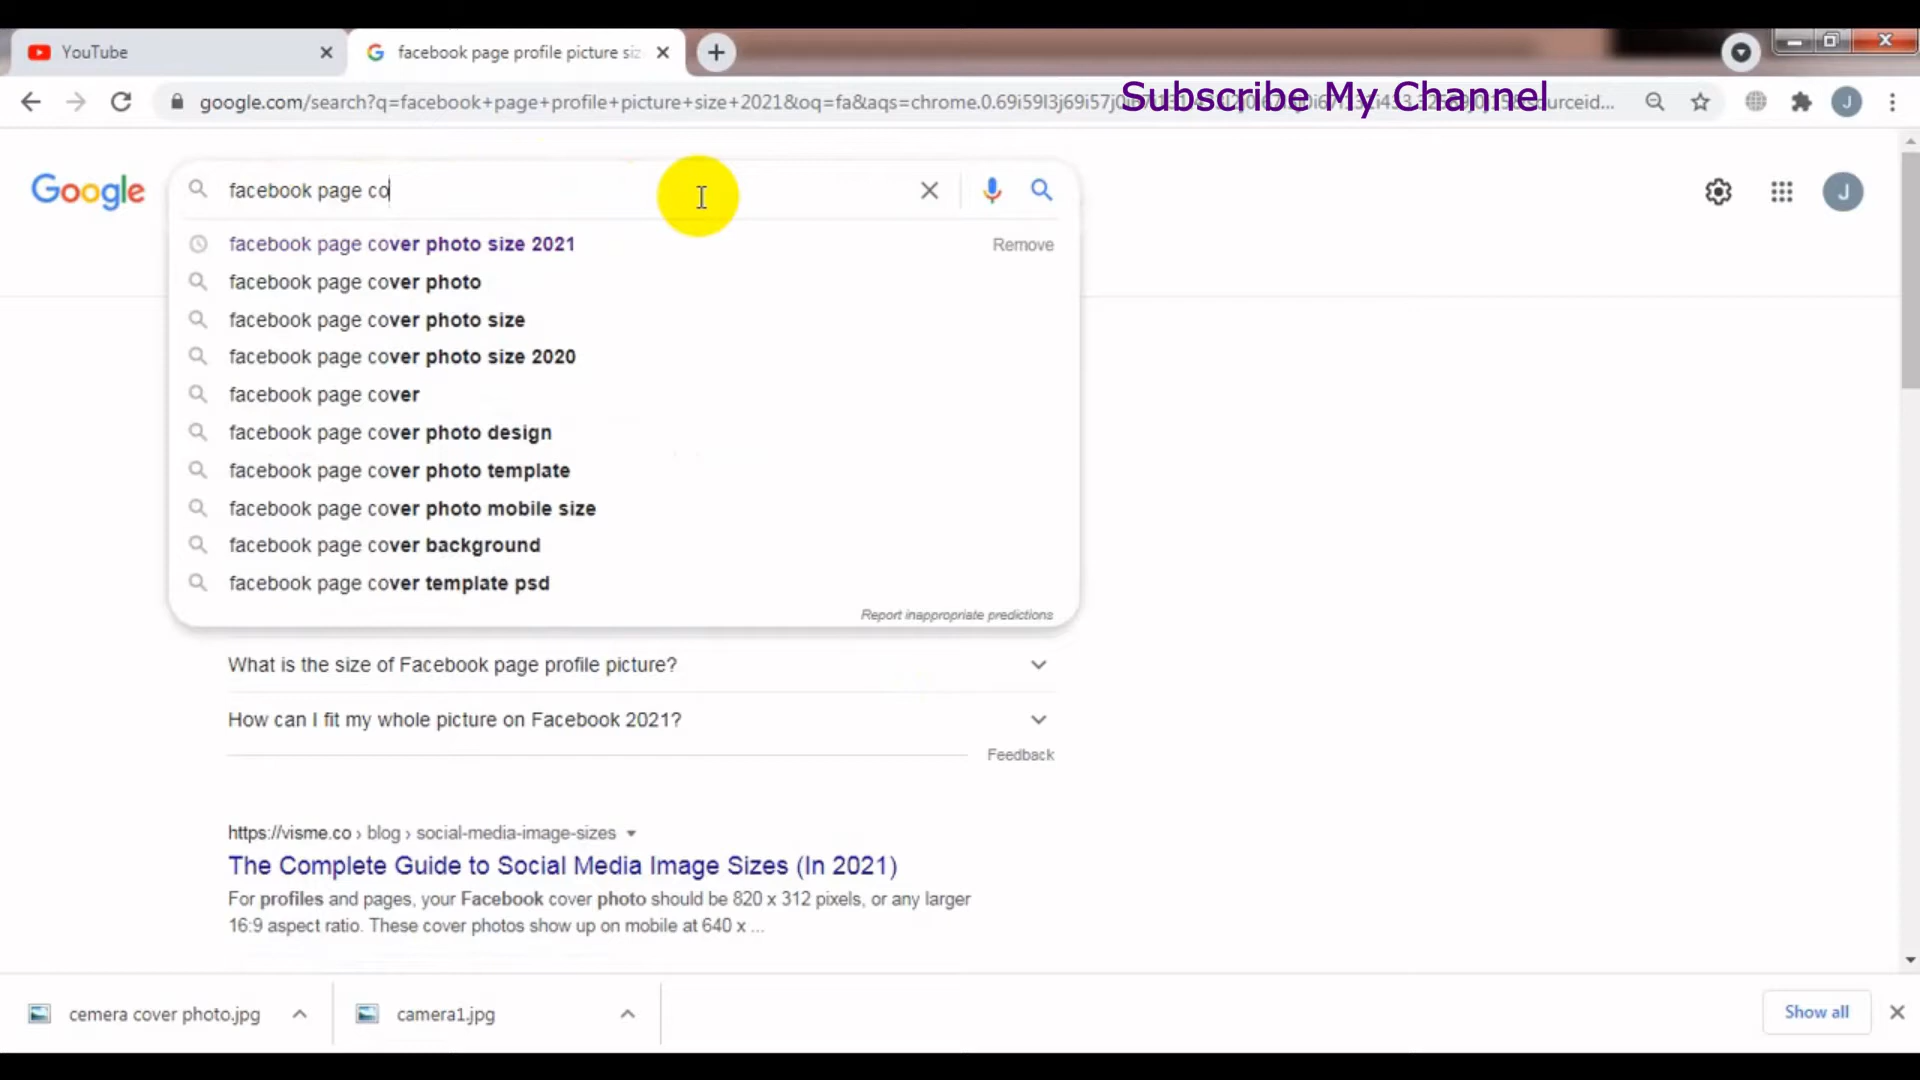 YouTube
facebook page profile picture siz
Subscribe My Channel
google.com/search?q=facebook+page+profile+picture+size+2021&oq=fa&aqs=chrome.0.69i59l3j69i57j0
J
Google
facebook page co
J
facebook page cover photo size 2021
Remove
facebook page cover photo
facebook page cover photo size
facebook page cover photo size 2020
facebook page cover
facebook page cover photo design
facebook page cover photo template
facebook page cover photo mobile size
facebook page cover background
facebook page cover template psd
Report inappropriate predictions
What is the size of Facebook page profile picture?
How can I fit my whole picture on Facebook 2021?
Feedback
https://visme.co › blog › social-media-image-sizes
The Complete Guide to Social Media Image Sizes (In 2021)
For profiles and pages, your Facebook cover photo should be 820 x 312 pixels, or any larger
16:9 aspect ratio. These cover photos show up on mobile at 640 x ...
cemera cover photo.jpg
camera1.jpg
Show all